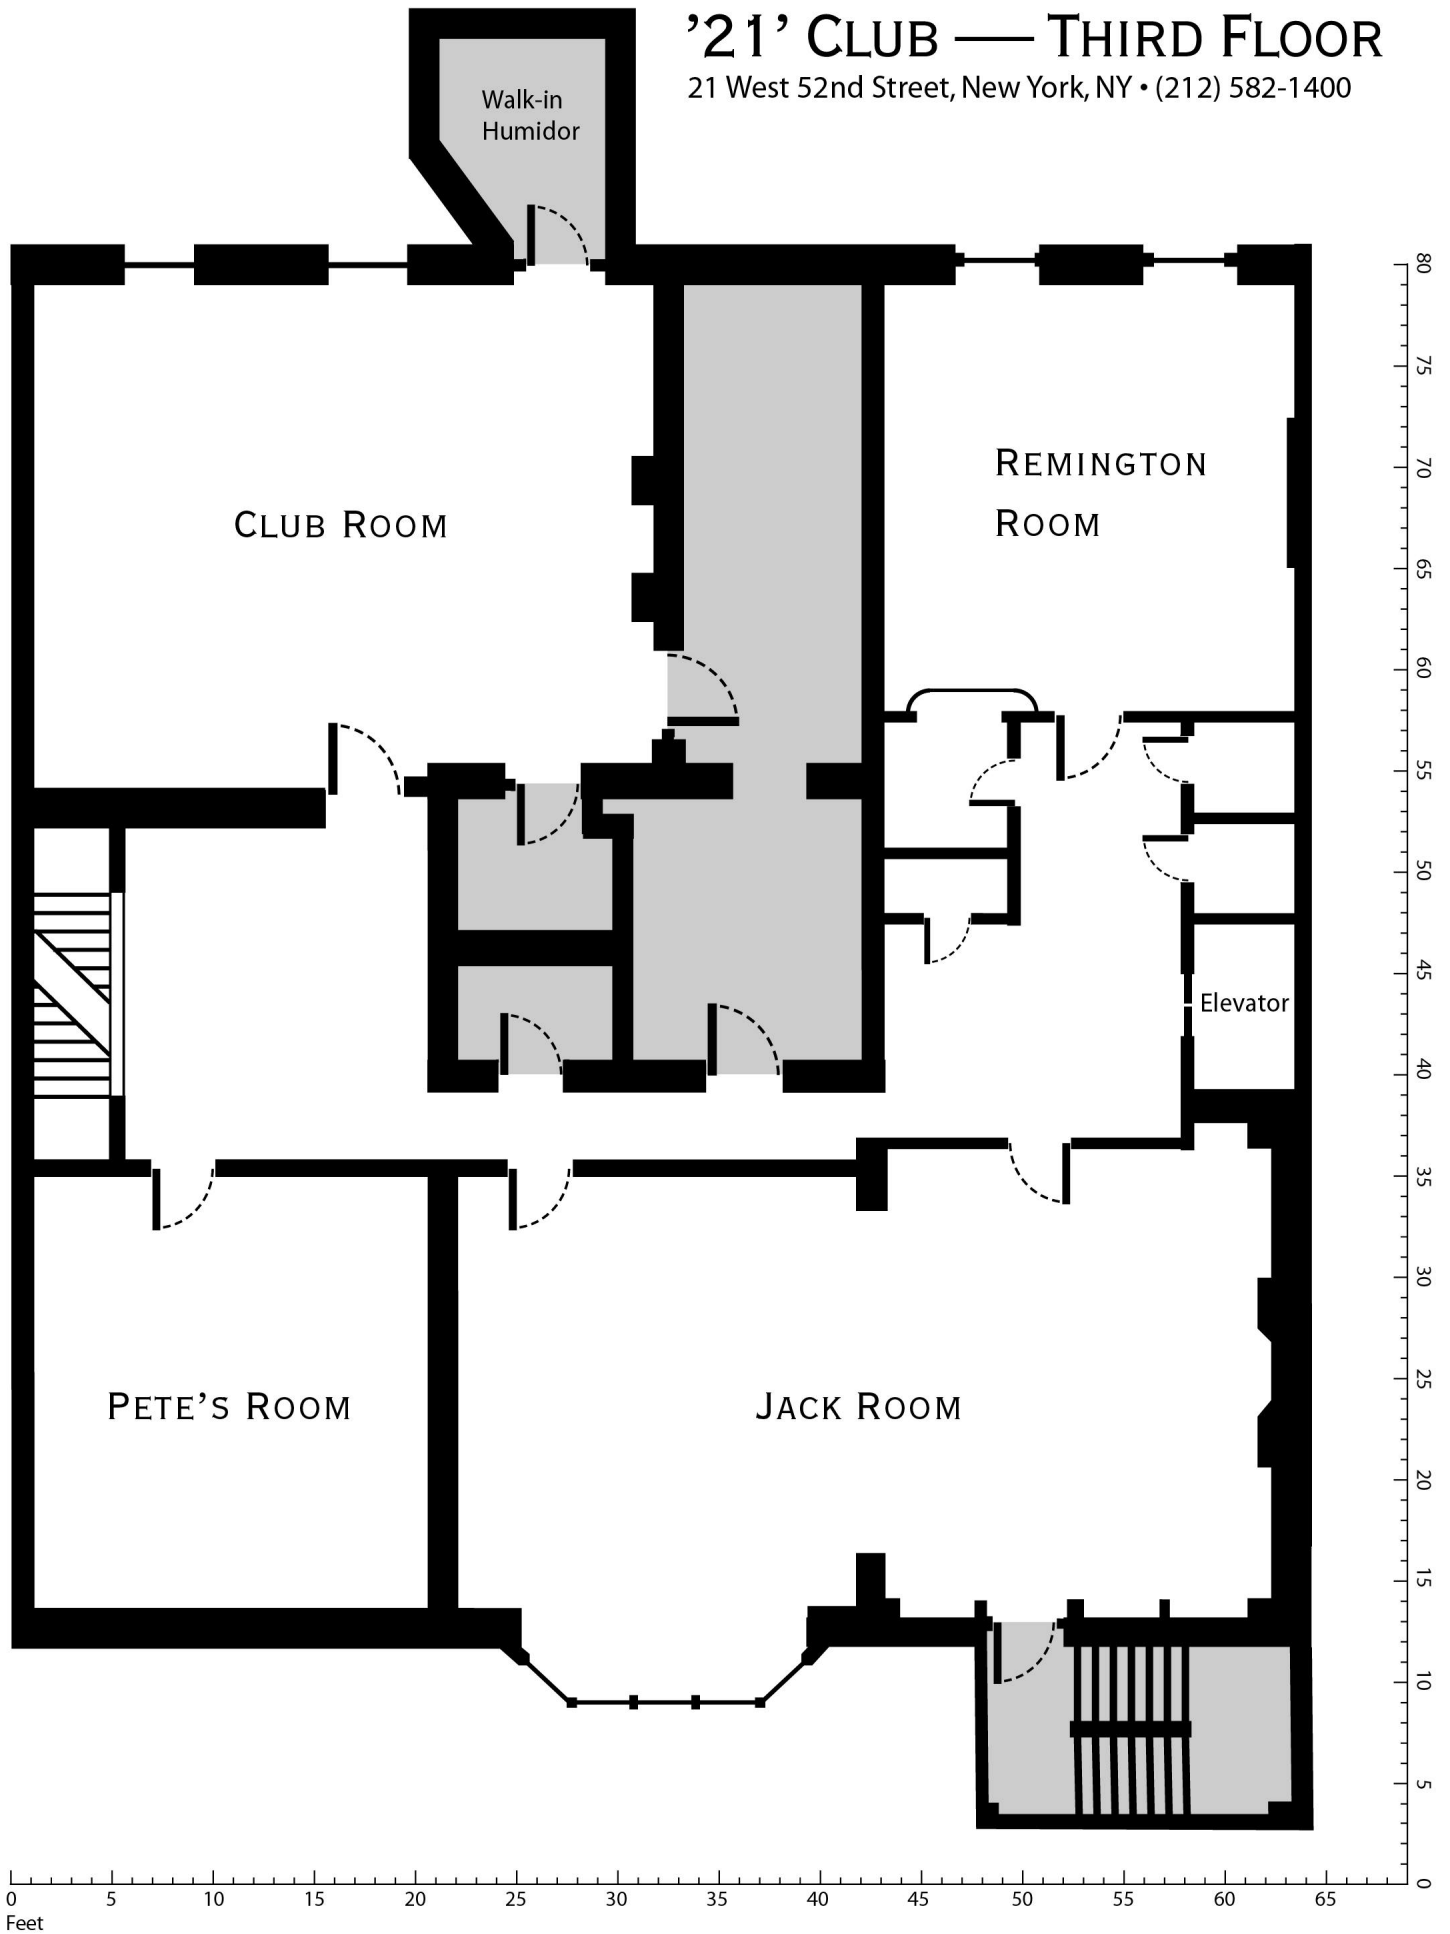 ’21’ Club — Third Floor
21 West 52nd Street, New York, NY • (212) 582-1400
Walk-in
Humidor
Club Room
Remington
Room
Elevator
Pete’s Room
Jack Room
80
75
70
65
60
55
50
45
40
35
30
25
20
15
10
5
0
0 5 10 15 20 25 30 35 40 45 50 55 60 65
Feet